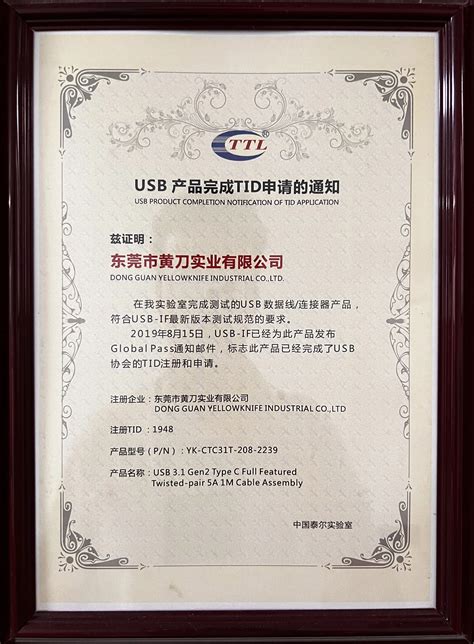 TTL®
USB 产品完成TID申请的通知
USB PRODUCT COMPLETION NOTIFICATION OF TID APPLICATION
兹证明：
东莞市黄刀实业有限公司
DONG GUAN YELLOWKNIFE INDUSTRIAL CO.,LTD.
在我实验室完成测试的USB数据线/连接器产品，
符合USB-IF最新版本测试规范的要求。
2019年8月15日，USB-IF已经为此产品发布
Global Pass通知邮件，标志此产品已经完成了USB
协会的TID注册和申请。
注册企业：东莞市黄刀实业有限公司
DONG GUAN YELLOWKNIFE INDUSTRIAL CO.,LTD
注册TID ：1948
产品型号（P/N）：YK-CTC31T-208-2239
产品名称：USB 3.1 Gen2 Type C Full Featured
Twisted-pair 5A 1M Cable Assembly
中国泰尔实验室